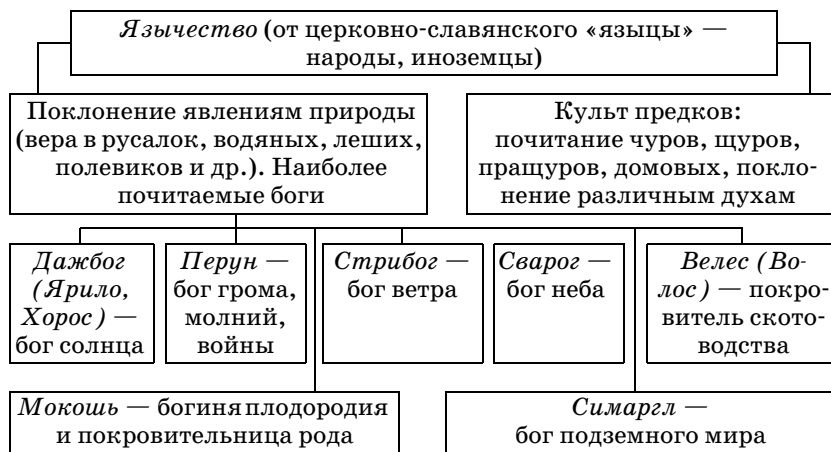 Язычество (от церковно-славянского «языцы» —
народы, иноземцы)
Поклонение явлениям природы
(вера в русалок, водяных, леших,
полевиков и др.). Наиболее
почитаемые боги
Культ предков:
почитание чуров, щуров,
пращуров, домовых, покло-
нение различным духам
Дажбог
(Ярило,
Хорос) —
бог солнца
Перун —
бог грома,
молний,
войны
Стрибог —
бог ветра
Сварог —
бог неба
Велес (Во-
лос) — покро-
витель ското-
водства
Мокошь — богиня плодородия
и покровительница рода
Симаргл —
бог подземного мира